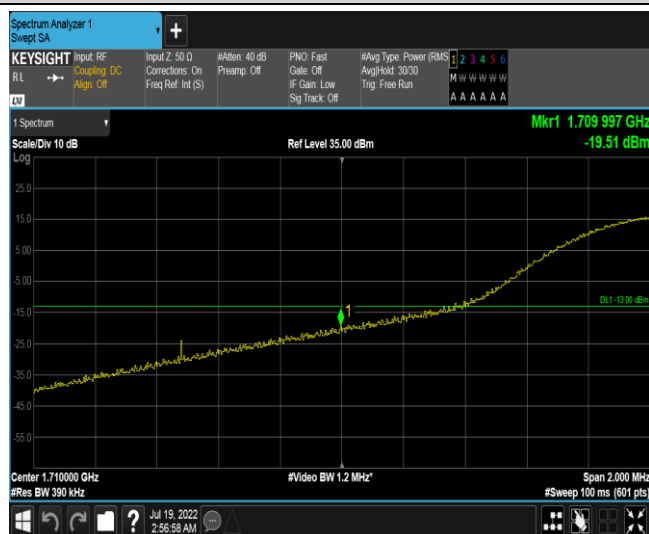 Spectrum Analyzer 1
Swept SA
KEYSIGHT
RL
LXI
Input: RF
Coupling: DC
Align: Off
Input Z: 50 Ω
Corrections: On
Freq Ref: Int (S)
#Atten: 40 dB
Preamp: Off
PNO: Fast
Gate: Off
IF Gain: Low
Sig Track: Off
#Avg Type: Power (RMS
Avg|Hold: 30/30
Trig: Free Run
1 2 3 4 5 6
M W W W W W
A A A A A A
1 Spectrum
Mkr1 1.709 997 GHz
Scale/Div 10 dB
Ref Level 35.00 dBm
-19.51 dBm
Log
25.0
15.0
5.00
-5.00
DL1 -13.00 dBm
1
-15.0
-25.0
-35.0
-45.0
-55.0
Center 1.710000 GHz
#Video BW 1.2 MHz*
Span 2.000 MHz
#Res BW 390 kHz
#Sweep 100 ms (601 pts)
?
Jul 19, 2022
2:56:58 AM